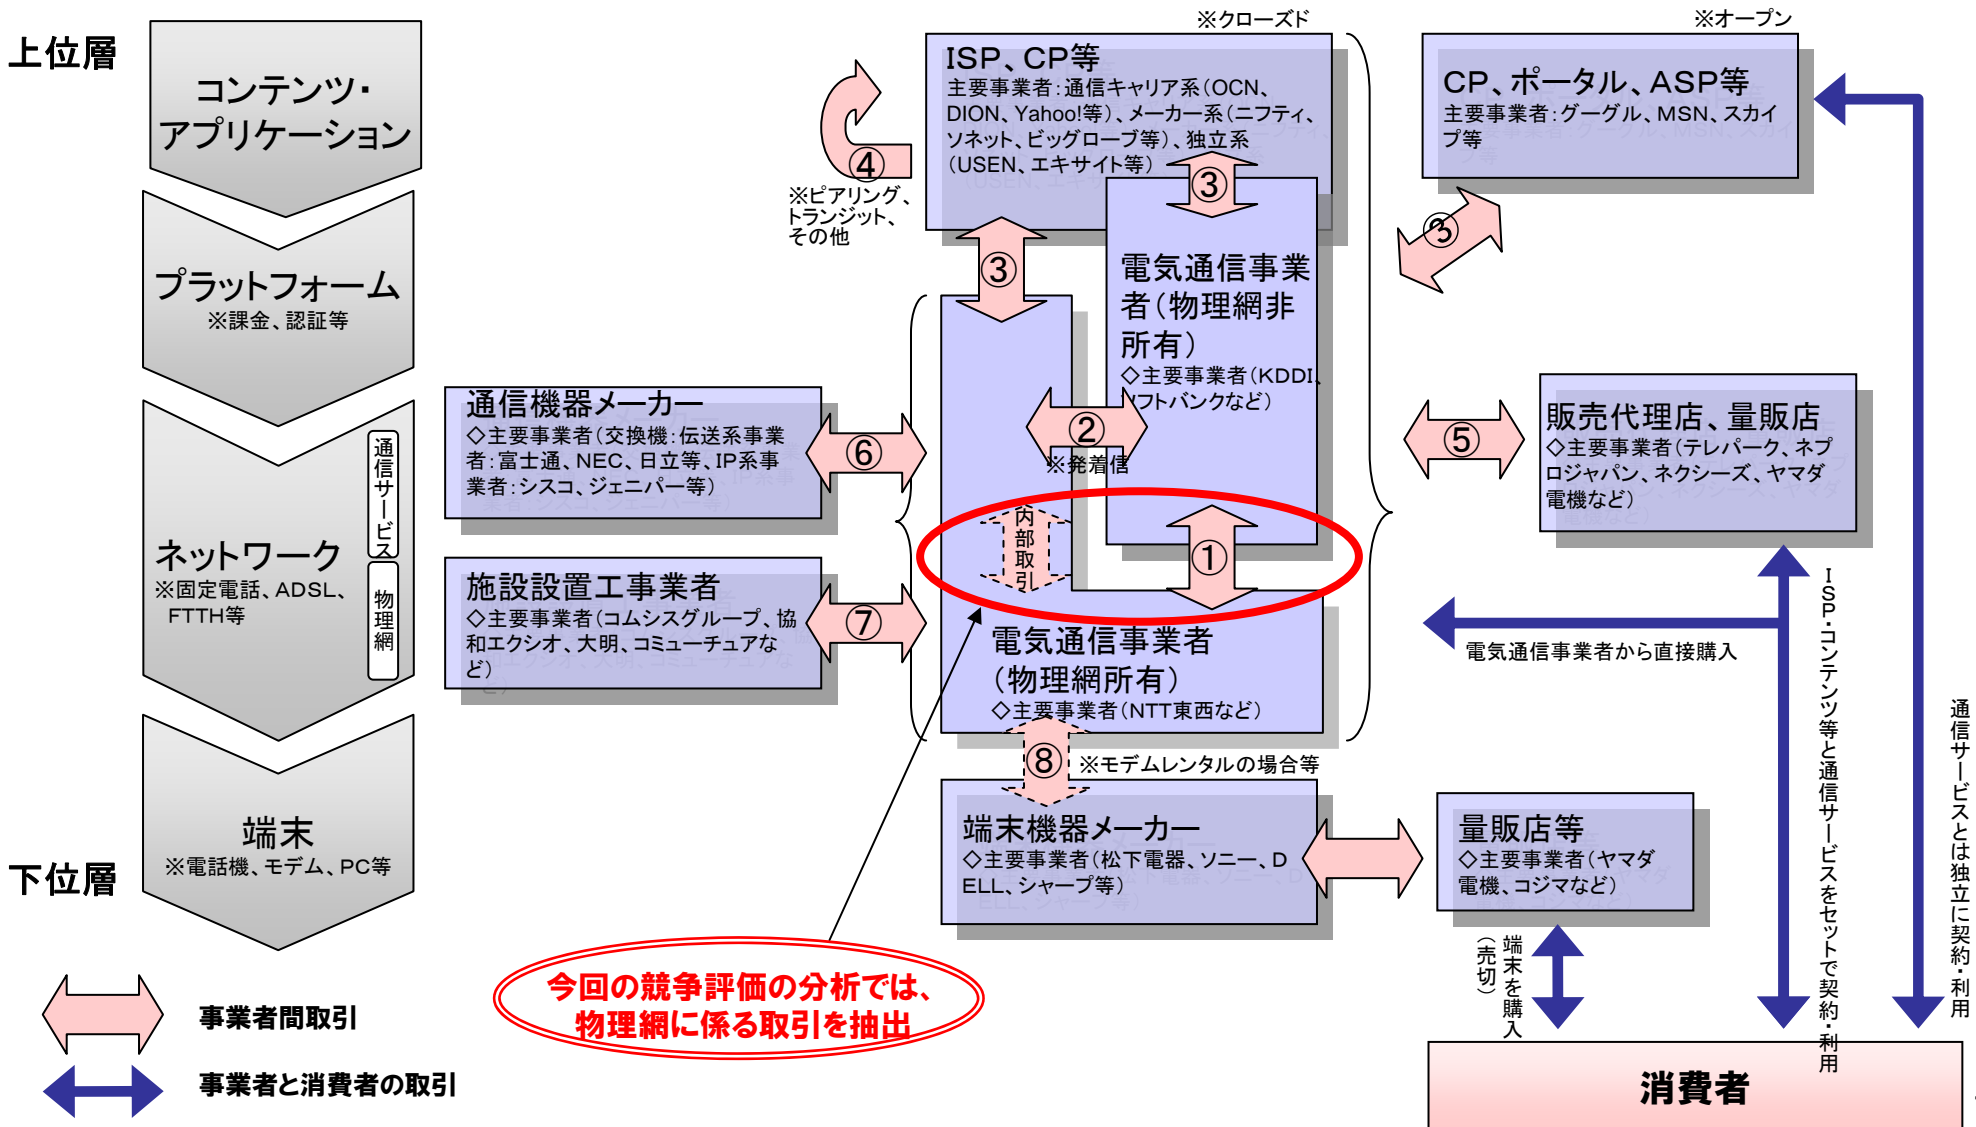 上位層
コンテンツ・
アプリケーション
プラットフォーム
※課金、認証等
ネットワーク
※固定電話、ADSL、
FTTH等
通信サービス
物理網
端末
※電話機、モデム、PC等
下位層
事業者間取引
事業者と消費者の取引
※クローズド
ISP、CP等
主要事業者：通信キャリア系（OCN、
DION、Yahoo!等）、メーカー系（ニフティ、
ソネット、ビッグローブ等）、独立系
（USEN、エキサイト等）
④
※ピアリング、
トランジット、
その他
③
③
電気通信事業
者（物理網非
所有）
◇主要事業者（KDDI、
ソフトバンクなど）
②
※発着信
内部取引
①
電気通信事業者
（物理網所有）
◇主要事業者（NTT東西など）
通信機器メーカー
◇主要事業者（交換機：伝送系事業
者：富士通、NEC、日立等、IP系事
業者：シスコ、ジェニパー等）
⑥
施設設置工事業者
◇主要事業者（コムシスグループ、協
和エクシオ、大明、コミューチュアな
ど）
⑦
⑧
※モデムレンタルの場合等
端末機器メーカー
◇主要事業者（松下電器、ソニー、D
ELL、シャープ等）
今回の競争評価の分析では、
物理網に係る取引を抽出
※オープン
CP、ポータル、ASP等
主要事業者：グーグル、MSN、スカイ
プ等
③
⑤
販売代理店、量販店
◇主要事業者（テレパーク、ネプ
ロジャパン、ネクシーズ、ヤマダ
電機など）
電気通信事業者から直接購入
量販店等
◇主要事業者（ヤマダ
電機、コジマなど）
端末を購入
（売切）
ISP・コンテンツ等と通信サービスをセットで契約・利用
通信サービスとは独立に契約・利用
消費者